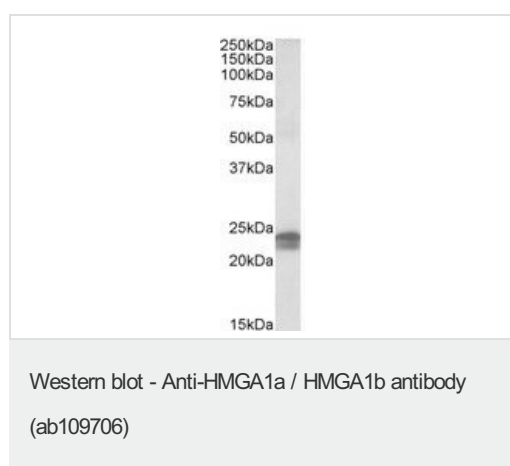 250kDa
150kDa
100kDa
75kDa
50kDa
37kDa
25kDa
20kDa
15kDa
Western blot - Anti-HMGA1a / HMGA1b antibody
(ab109706)